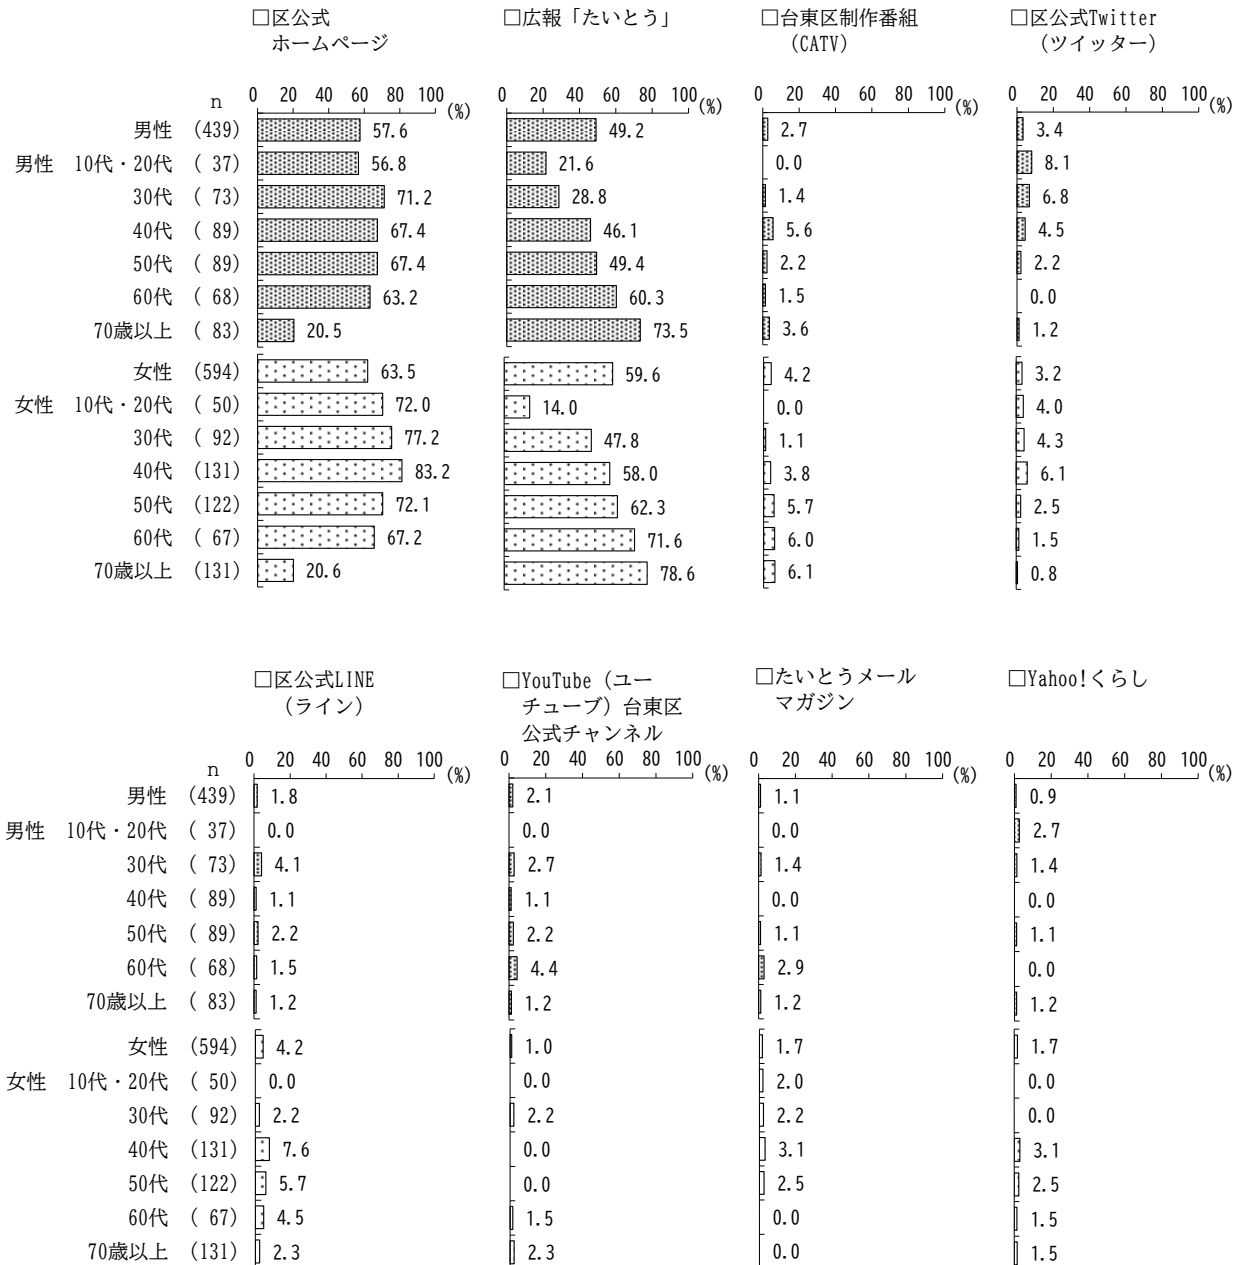 □区公式 □広報「たいとう」 □台東区制作番組 □区公式Twitter
ホームページ (CATV) (ツイッター)
n 0 20 40 60 80 100(%) 0 20 40 60 80 100(%) 0 20 40 60 80 100(%) 0 20 40 60 80 100(%)
男性 (439) 57.6 49.2 2.7 3.4
男性 10代・20代 ( 37) 56.8 21.6 0.0 8.1
30代 ( 73) 71.2 28.8 1.4 6.8
40代 ( 89) 67.4 46.1 5.6 4.5
50代 ( 89) 67.4 49.4 2.2 2.2
60代 ( 68) 63.2 60.3 1.5 0.0
70歳以上 ( 83) 20.5 73.5 3.6 1.2
女性 (594) 63.5 59.6 4.2 3.2
女性 10代・20代 ( 50) 72.0 14.0 0.0 4.0
30代 ( 92) 77.2 47.8 1.1 4.3
40代 (131) 83.2 58.0 3.8 6.1
50代 (122) 72.1 62.3 5.7 2.5
60代 ( 67) 67.2 71.6 6.0 1.5
70歳以上 (131) 20.6 78.6 6.1 0.8
□区公式LINE □YouTube(ユー □たいとうメール □Yahoo!くらし
(ライン) チューブ)台東区 マガジン
公式チャンネル
n 0 20 40 60 80 100(%) 0 20 40 60 80 100(%) 0 20 40 60 80 100(%) 0 20 40 60 80 100(%)
男性 (439) 1.8 2.1 1.1 0.9
男性 10代・20代 ( 37) 0.0 0.0 0.0 2.7
30代 ( 73) 4.1 2.7 1.4 1.4
40代 ( 89) 1.1 1.1 0.0 0.0
50代 ( 89) 2.2 2.2 1.1 1.1
60代 ( 68) 1.5 4.4 2.9 0.0
70歳以上 ( 83) 1.2 1.2 1.2 1.2
女性 (594) 4.2 1.0 1.7 1.7
女性 10代・20代 ( 50) 0.0 0.0 2.0 0.0
30代 ( 92) 2.2 2.2 2.2 0.0
40代 (131) 7.6 0.0 3.1 3.1
50代 (122) 5.7 0.0 2.5 2.5
60代 ( 67) 4.5 1.5 0.0 1.5
70歳以上 (131) 2.3 2.3 0.0 1.5